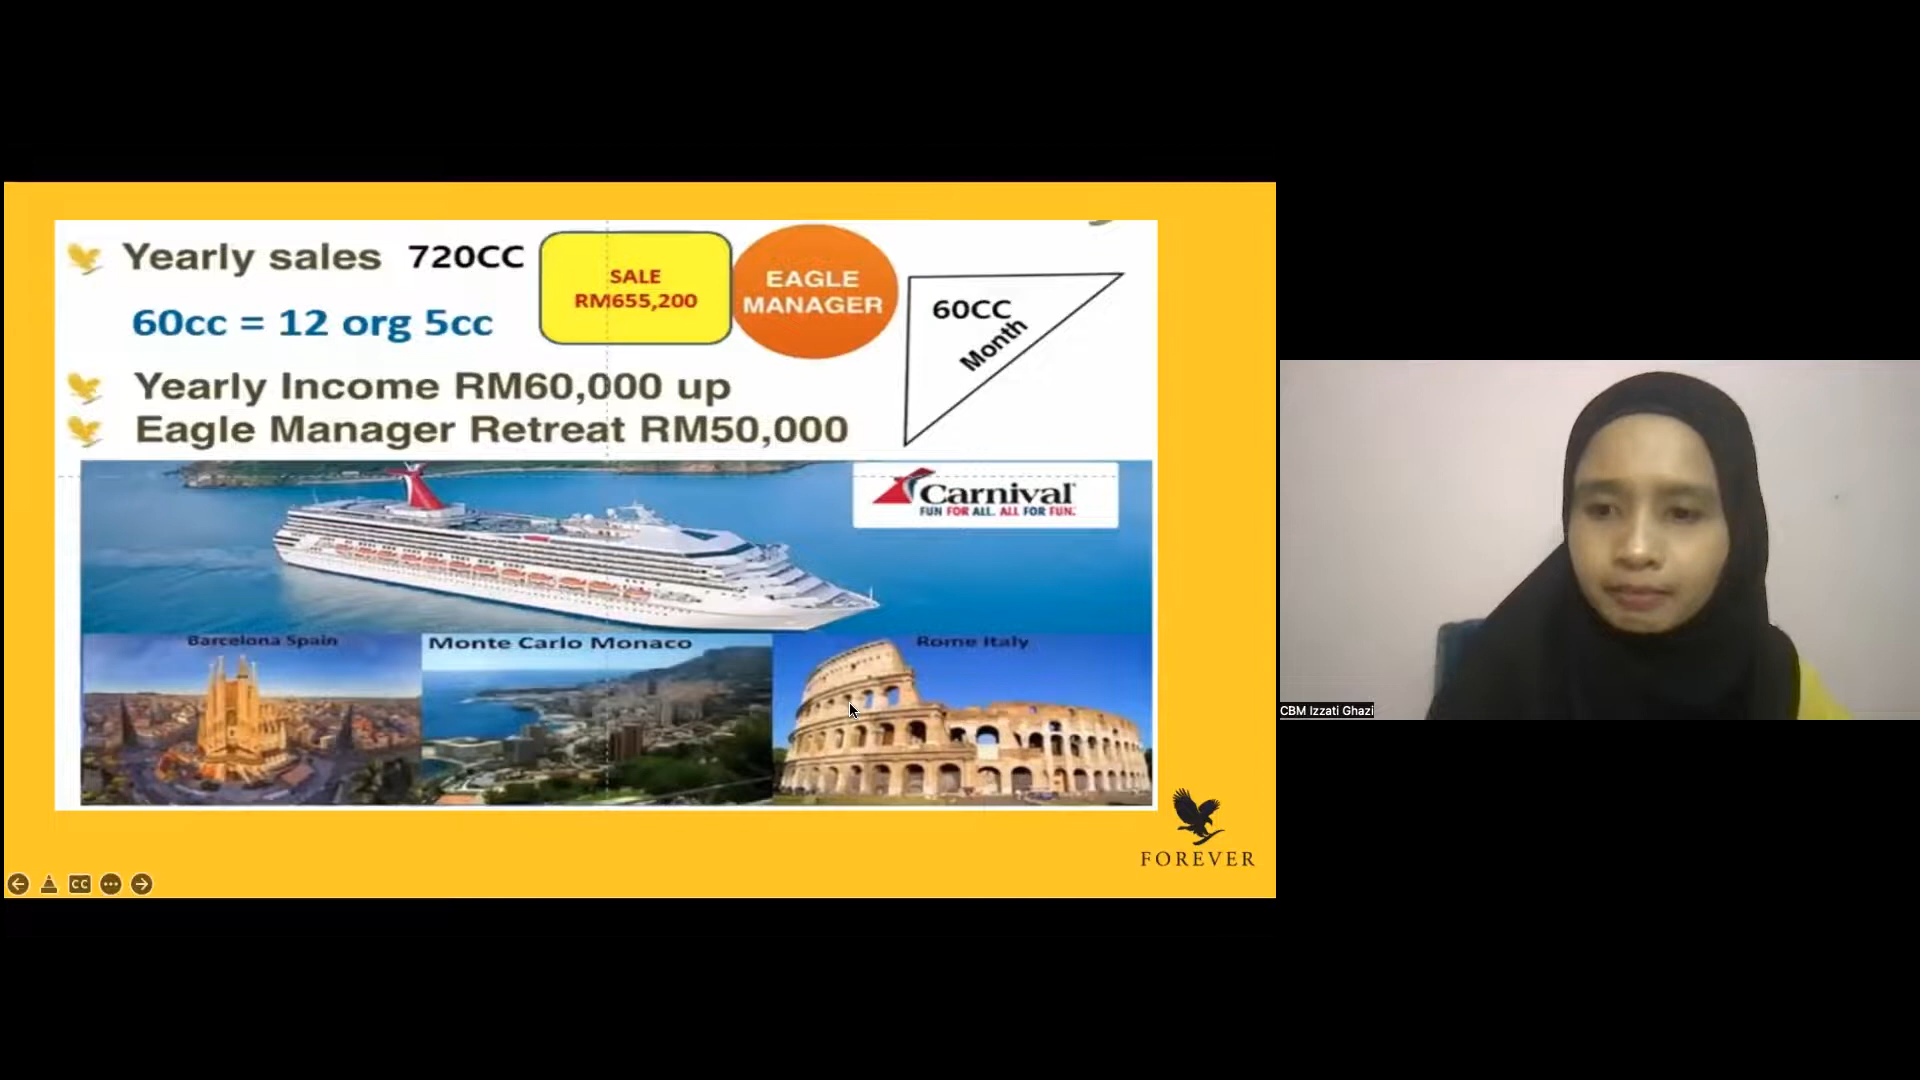 Yearly sales 720CC
SALE
RM655,200
EAGLE
MANAGER
60CC
Month
60cc = 12 org 5cc
Yearly Income RM60,000 up
Eagle Manager Retreat RM50,000
Carnival
FUN FOR ALL. ALL FOR FUN.
Barcelona Spain
Monte Carlo Monaco
Rome Italy
FOREVER
CC
CBM Izzati Ghazi